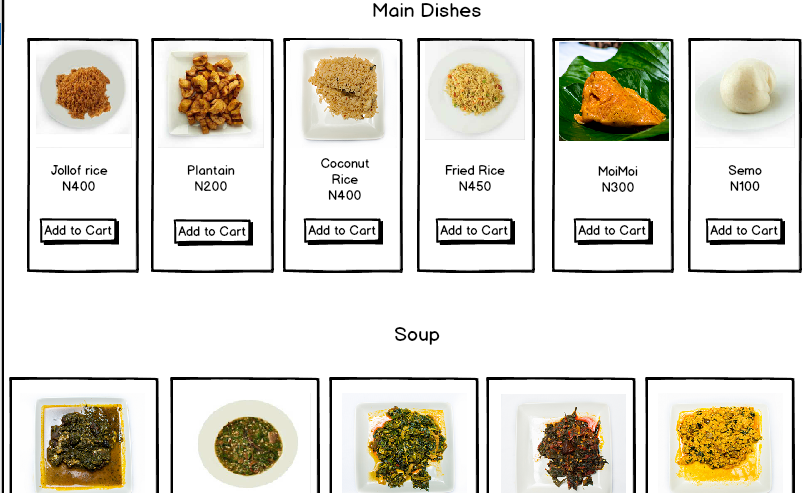 Main Dishes
Jollof rice
N400
Add to Cart
Plantain
N200
Add to Cart
Coconut
Rice
N400
Add to Cart
Fried Rice
N450
Add to Cart
MoiMoi
N300
Add to Cart
Semo
N100
Add to Cart
Soup